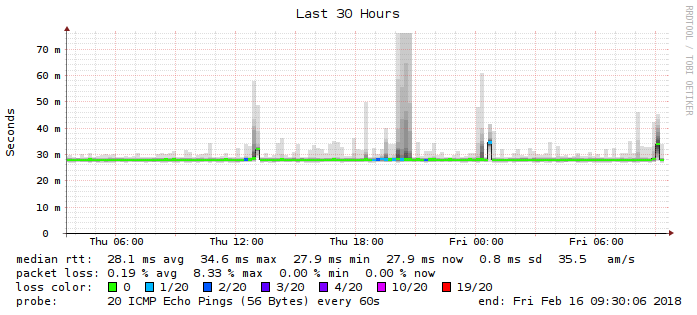 Last 30 Hours
RRDTOOL / TOBI OETIKER
Seconds
70 m
60 m
50 m
40 m
30 m
20 m
10 m
0
Thu 06:00 Thu 12:00 Thu 18:00 Fri 00:00 Fri 06:00
median rtt: 28.1 ms avg 34.6 ms max 27.9 ms min 27.9 ms now 0.8 ms sd 35.5 am/s
packet loss: 0.19 % avg 8.33 % max 0.00 % min 0.00 % now
loss color: 0 1/20 2/20 3/20 4/20 10/20 19/20
probe: 20 ICMP Echo Pings (56 Bytes) every 60s end: Fri Feb 16 09:30:06 2018